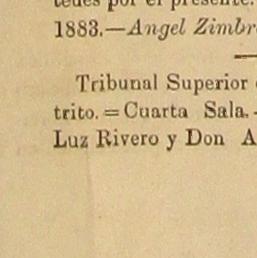 tedes por el presente.
1883.—Angel Zimbr
Tribunal Superior
trito.=Cuarta Sala.
Luz Rivero y Don A